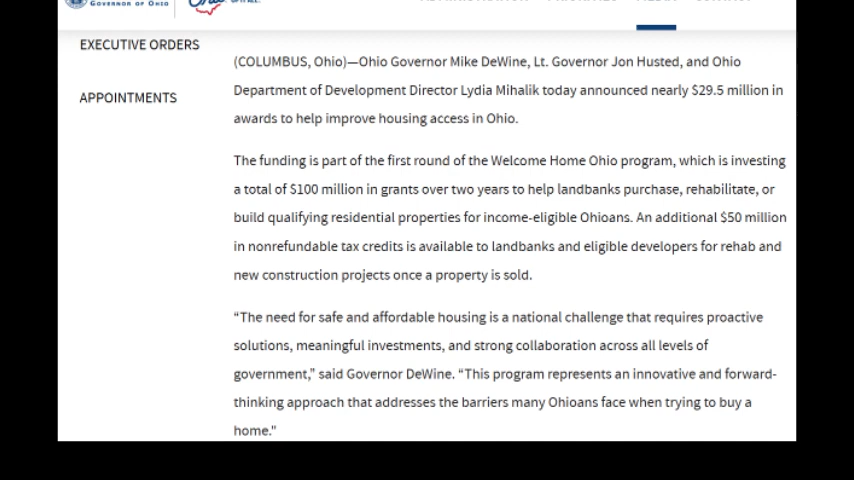 GOVERNOR OF OHIO
EXECUTIVE ORDERS
APPOINTMENTS
(COLUMBUS, Ohio)—Ohio Governor Mike DeWine, Lt. Governor Jon Husted, and Ohio
Department of Development Director Lydia Mihalik today announced nearly $29.5 million in
awards to help improve housing access in Ohio.
The funding is part of the first round of the Welcome Home Ohio program, which is investing
a total of $100 million in grants over two years to help landbanks purchase, rehabilitate, or
build qualifying residential properties for income-eligible Ohioans. An additional $50 million
in nonrefundable tax credits is available to landbanks and eligible developers for rehab and
new construction projects once a property is sold.
“The need for safe and affordable housing is a national challenge that requires proactive
solutions, meaningful investments, and strong collaboration across all levels of
government,” said Governor DeWine. “This program represents an innovative and forward-
thinking approach that addresses the barriers many Ohioans face when trying to buy a
home."